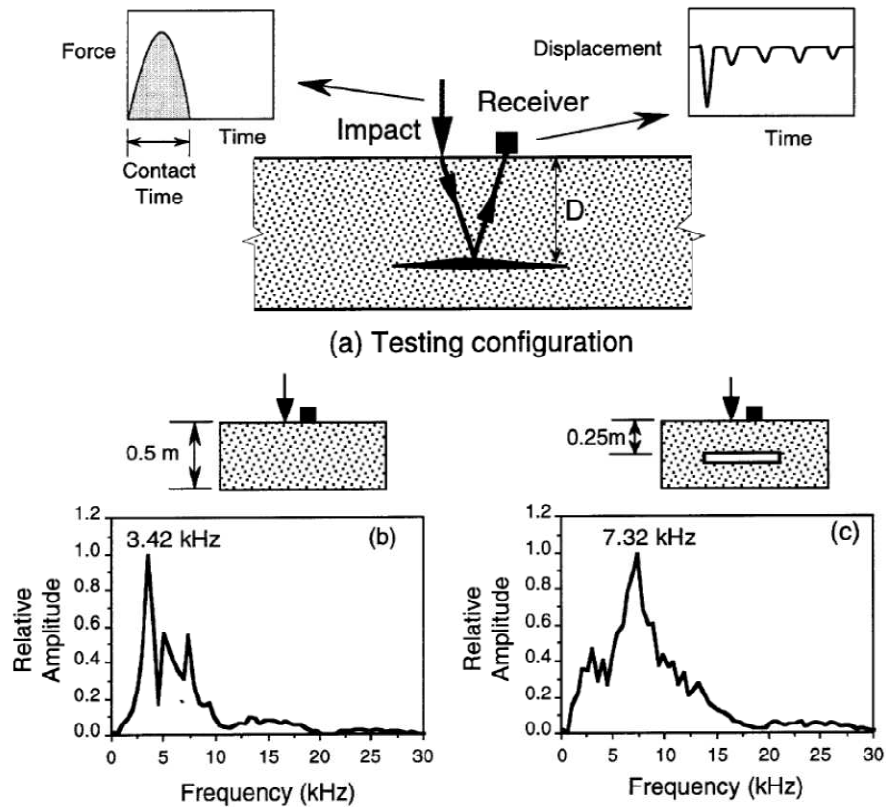 Force
Time
Contact
Time
Impact
Receiver
Displacement
Time
D
(a) Testing configuration
0.5 m
0.25m
1.2
1.0
0.8
0.6
0.4
0.2
0.0
3.42 kHz
(b)
Relative
Amplitude
0 5 10 15 20 25 30
Frequency (kHz)
1.2
1.0
0.8
0.6
0.4
0.2
0.0
7.32 kHz
(c)
Relative
Amplitude
0 5 10 15 20 25 30
Frequency (kHz)